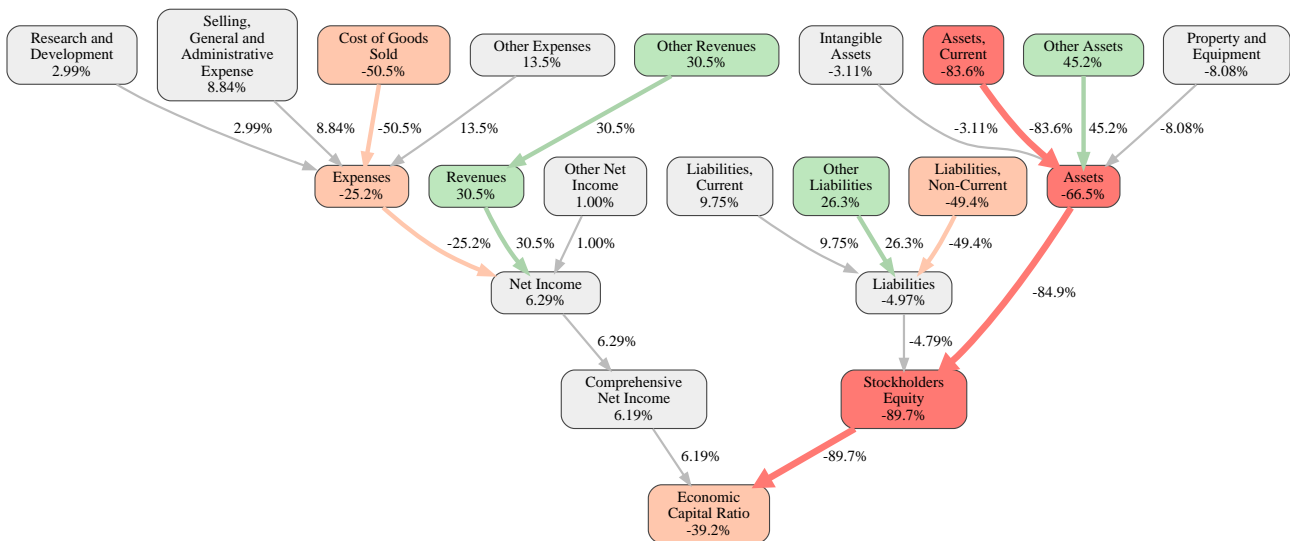 Research and
Development
2.99%
Selling,
General and
Administrative
Expense
8.84%
Cost of Goods
Sold
-50.5%
Other Expenses
13.5%
Other Revenues
30.5%
Intangible
Assets
-3.11%
Assets,
Current
-83.6%
Other Assets
45.2%
Property and
Equipment
-8.08%
2.99%
8.84%
-50.5%
13.5%
30.5%
-3.11%
-83.6%
45.2%
-8.08%
Expenses
-25.2%
Revenues
30.5%
Other Net
Income
1.00%
Liabilities,
Current
9.75%
Other
Liabilities
26.3%
Liabilities,
Non-Current
-49.4%
Assets
-66.5%
-25.2%
30.5%
1.00%
9.75%
26.3%
-49.4%
-84.9%
Net Income
6.29%
Liabilities
-4.97%
6.29%
-4.79%
Comprehensive
Net Income
6.19%
Stockholders
Equity
-89.7%
6.19%
-89.7%
Economic
Capital Ratio
-39.2%